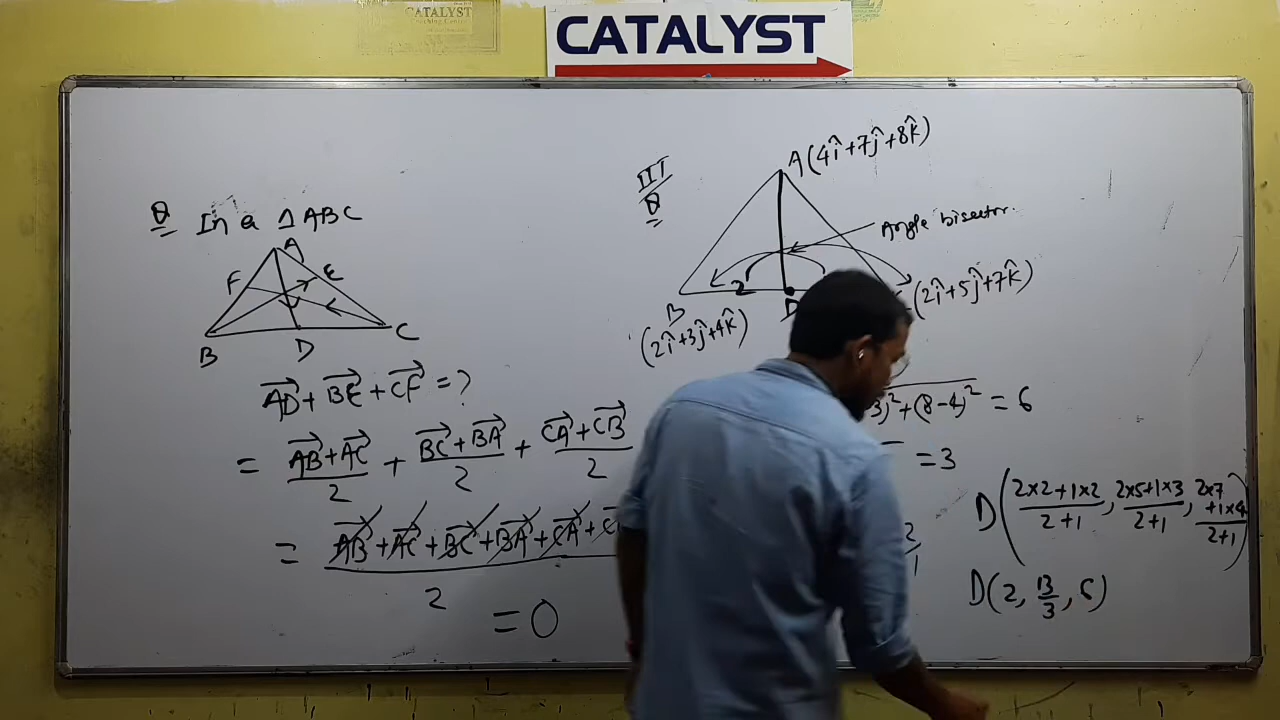 CATALYST
CATALYST
Q In a △ABC
A
F
E
B
D
C
AD→ + BE→ + CF→ = ?
= (AB→ + AC→)/2 + (BC→ + BA→)/2 + (CA→ + CB→)/2
= (AB→ + AC→ + BC→ + BA→ + CA→ +
2
= 0
IIT
Q
A(4î+7ĵ+8k̂)
Angle bisector.
2
B
D
(2î+3ĵ+4k̂)
(2î+5ĵ+7k̂)
3)²+(8-4)² = 6
= 3
2/1
D((2×2+1×2)/(2+1), (2×5+1×3)/(2+1), (2×7+1×4)/(2+1))
D(2, 13/3, 6)